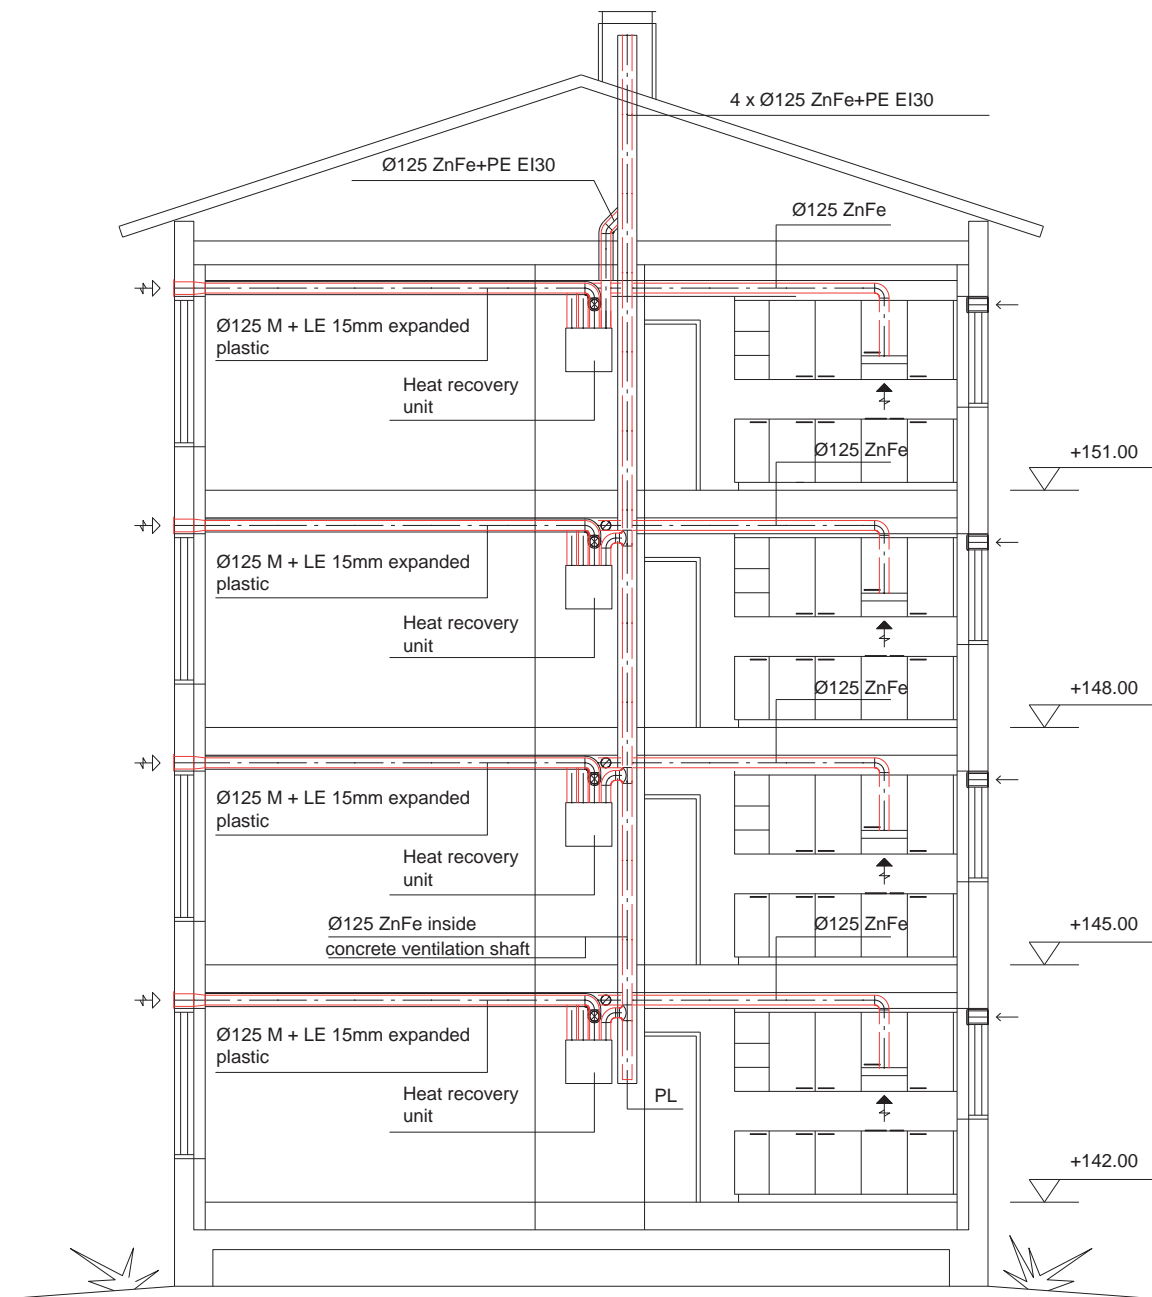 4 x Ø125 ZnFe+PE EI30
Ø125 ZnFe+PE EI30
Ø125 ZnFe
Ø125 M + LE 15mm expanded
plastic
Heat recovery
unit
Ø125 ZnFe
+151.00
Ø125 M + LE 15mm expanded
plastic
Heat recovery
unit
Ø125 ZnFe
+148.00
Ø125 M + LE 15mm expanded
plastic
Heat recovery
unit
Ø125 ZnFe inside
concrete ventilation shaft
Ø125 ZnFe
+145.00
Ø125 M + LE 15mm expanded
plastic
Heat recovery
unit
PL
+142.00